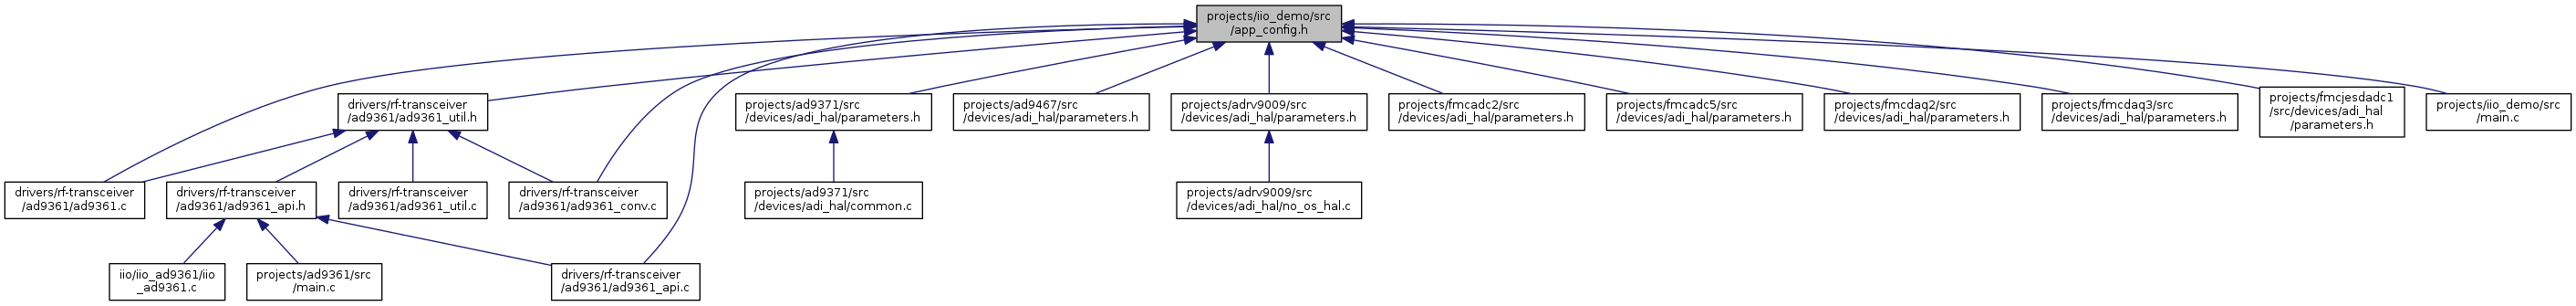 projects/iio_demo/src
/app_config.h
drivers/rf-transceiver
/ad9361/ad9361_util.h
projects/ad9371/src
/devices/adi_hal/parameters.h
projects/ad9467/src
/devices/adi_hal/parameters.h
projects/adrv9009/src
/devices/adi_hal/parameters.h
projects/fmcadc2/src
/devices/adi_hal/parameters.h
projects/fmcadc5/src
/devices/adi_hal/parameters.h
projects/fmcdaq2/src
/devices/adi_hal/parameters.h
projects/fmcdaq3/src
/devices/adi_hal/parameters.h
projects/fmcjesdadc1
/src/devices/adi_hal
/parameters.h
projects/iio_demo/src
/main.c
drivers/rf-transceiver
/ad9361/ad9361.c
drivers/rf-transceiver
/ad9361/ad9361_api.h
drivers/rf-transceiver
/ad9361/ad9361_util.c
drivers/rf-transceiver
/ad9361/ad9361_conv.c
projects/ad9371/src
/devices/adi_hal/common.c
projects/adrv9009/src
/devices/adi_hal/no_os_hal.c
iio/iio_ad9361/iio
_ad9361.c
projects/ad9361/src
/main.c
drivers/rf-transceiver
/ad9361/ad9361_api.c